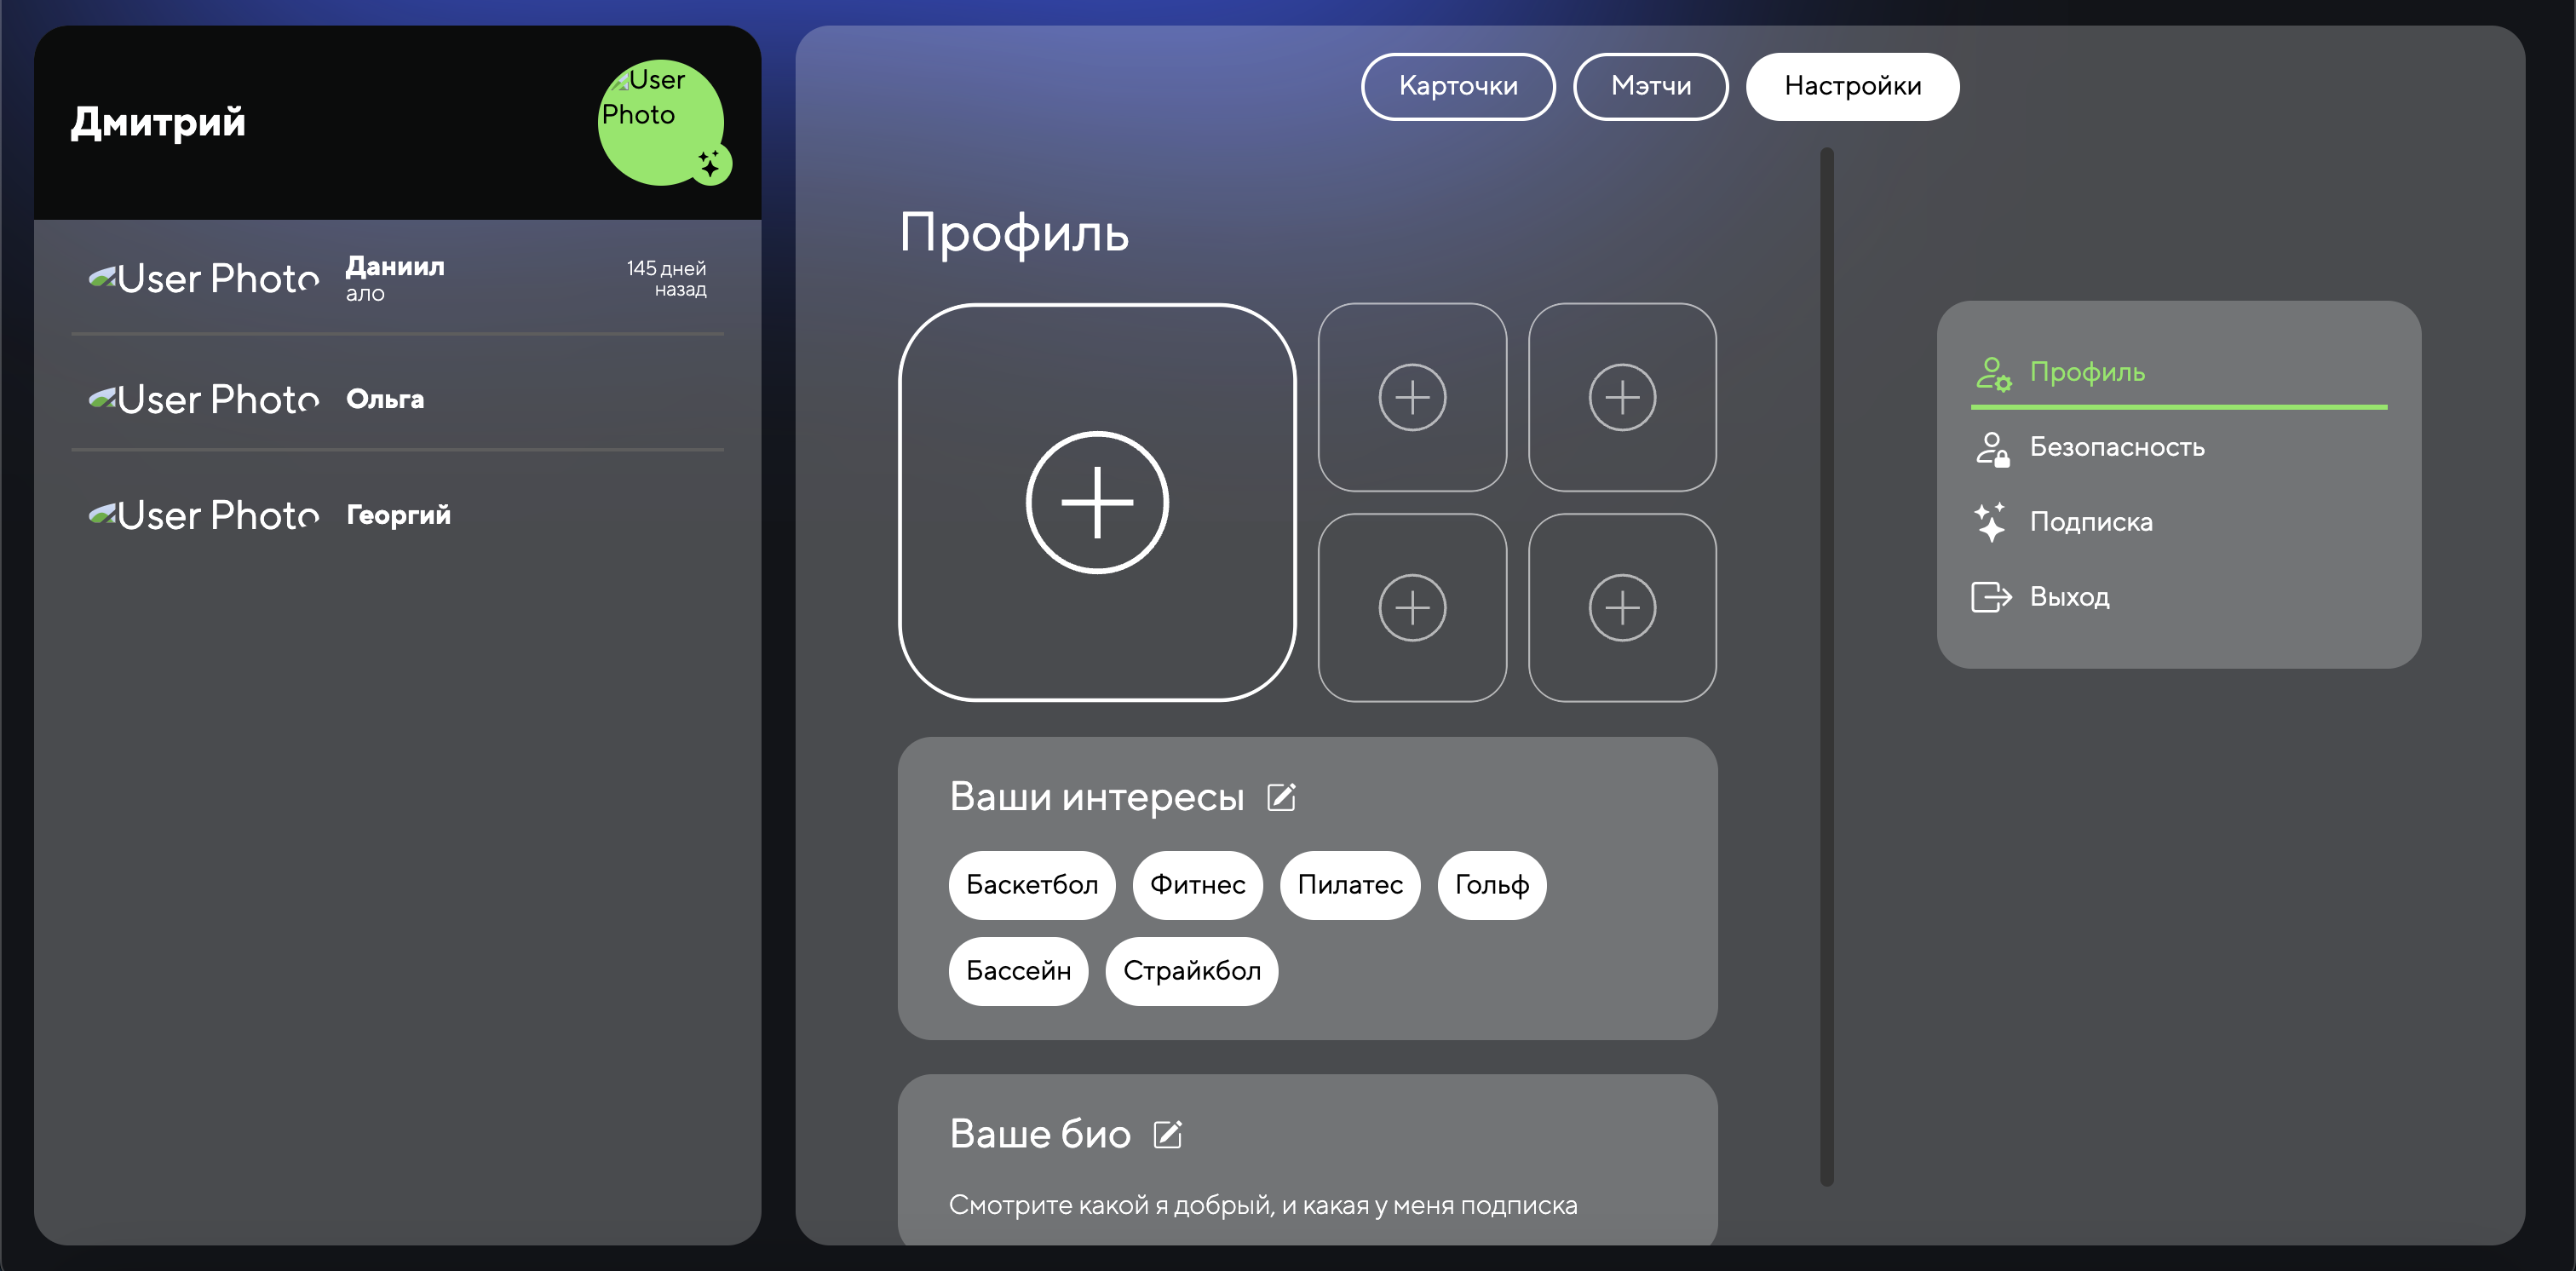 Дмитрий
User
Photo
User Photo
Даниил
ало
145 дней
назад
User Photo
Ольга
User Photo
Георгий
Карточки
Мэтчи
Настройки
Профиль
Ваши интересы
Баскетбол
Фитнес
Пилатес
Гольф
Бассейн
Страйкбол
Ваше био
Смотрите какой я добрый, и какая у меня подписка
Профиль
Безопасность
Подписка
Выход